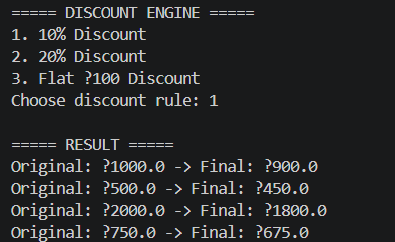 ===== DISCOUNT ENGINE =====
1. 10% Discount
2. 20% Discount
3. Flat ?100 Discount
Choose discount rule: 1
===== RESULT =====
Original: ?1000.0 -> Final: ?900.0
Original: ?500.0 -> Final: ?450.0
Original: ?2000.0 -> Final: ?1800.0
Original: ?750.0 -> Final: ?675.0